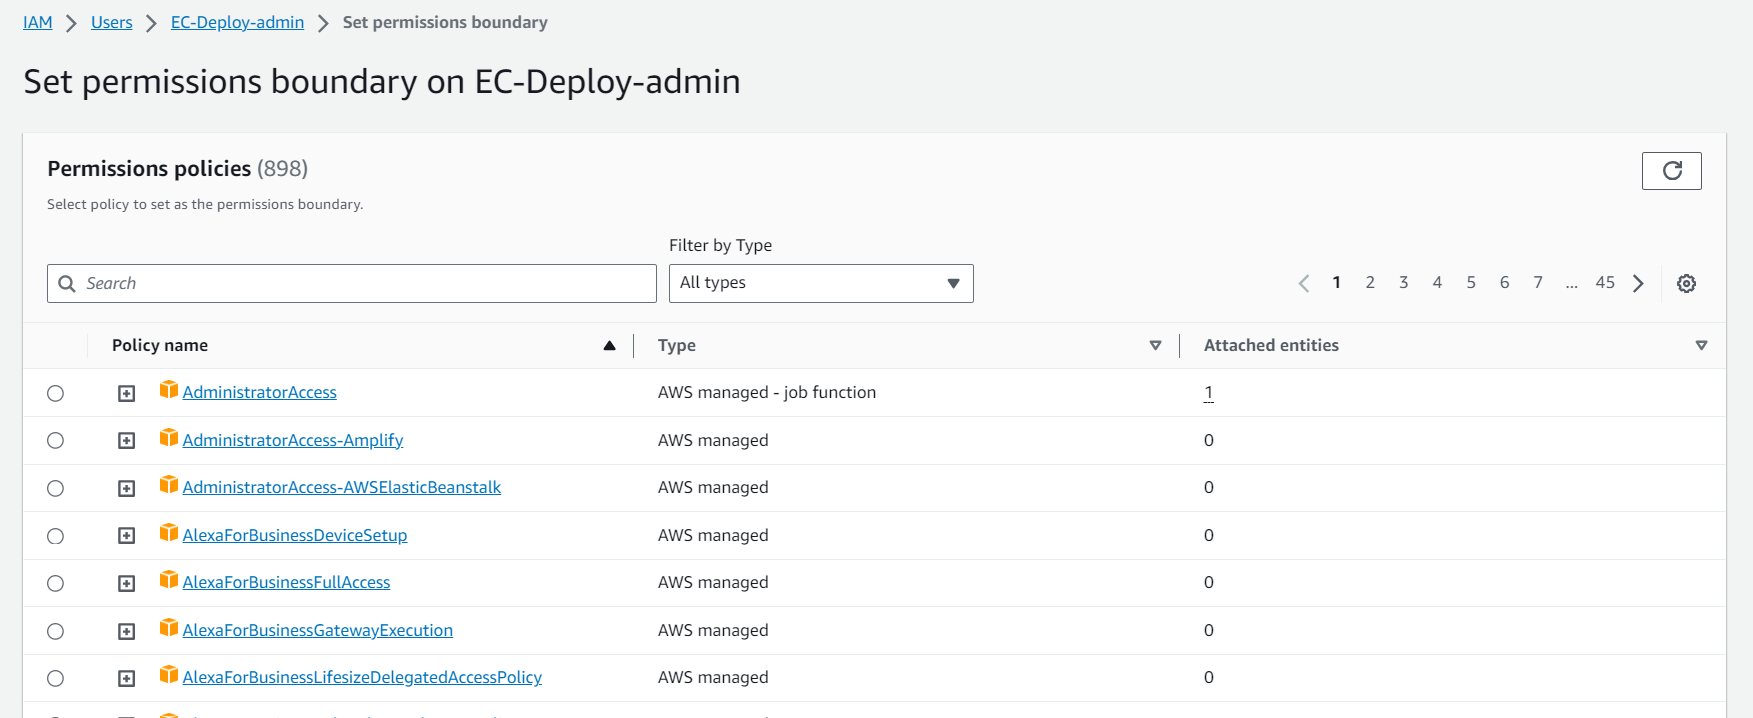 IAM > Users > EC-Deploy-admin > Set permissions boundary
Set permissions boundary on EC-Deploy-admin
Permissions policies (898)
Select policy to set as the permissions boundary.
Filter by Type
Search All types 1 2 3 4 5 6 7 ... 45
Policy name Type Attached entities
AdministratorAccess AWS managed - job function 1
AdministratorAccess-Amplify AWS managed 0
AdministratorAccess-AWSElasticBeanstalk AWS managed 0
AlexaForBusinessDeviceSetup AWS managed 0
AlexaForBusinessFullAccess AWS managed 0
AlexaForBusinessGatewayExecution AWS managed 0
AlexaForBusinessLifesizeDelegatedAccessPolicy AWS managed 0